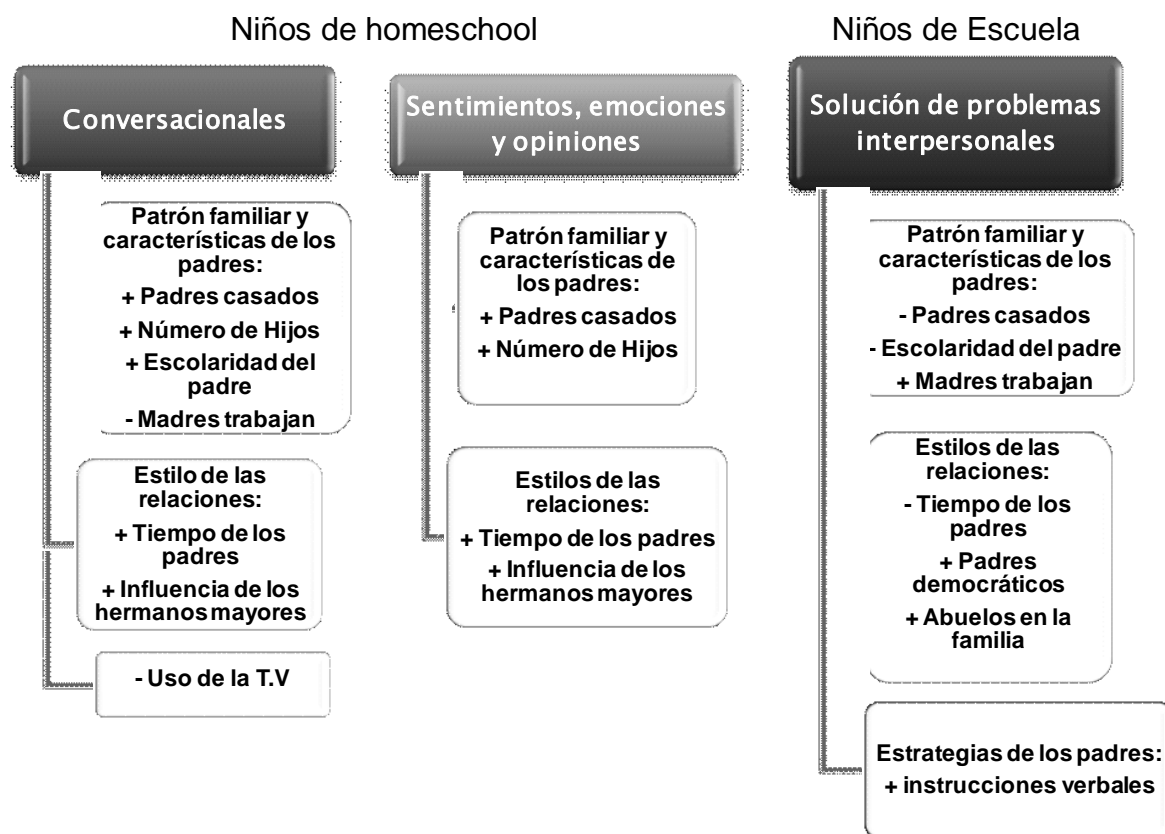 Niños de homeschool
Niños de Escuela
Conversacionales
Patrón familiar y
características de los
padres:
+ Padres casados
+ Número de Hijos
+ Escolaridad del
padre
- Madres trabajan
Estilo de las
relaciones:
+ Tiempo de los
padres
+ Influencia de los
hermanos mayores
- Uso de la T.V
Sentimientos, emociones
y opiniones
Patrón familiar y
características de
los padres:
+ Padres casados
+ Número de Hijos
Estilos de las
relaciones:
+ Tiempo de los padres
+ Influencia de los
hermanos mayores
Solución de problemas
interpersonales
Patrón familiar y
características de los
padres:
- Padres casados
- Escolaridad del padre
+ Madres trabajan
Estilos de las
relaciones:
- Tiempo de los
padres
+ Padres
democráticos
+ Abuelos en la
familia
Estrategias de los padres:
+ instrucciones verbales